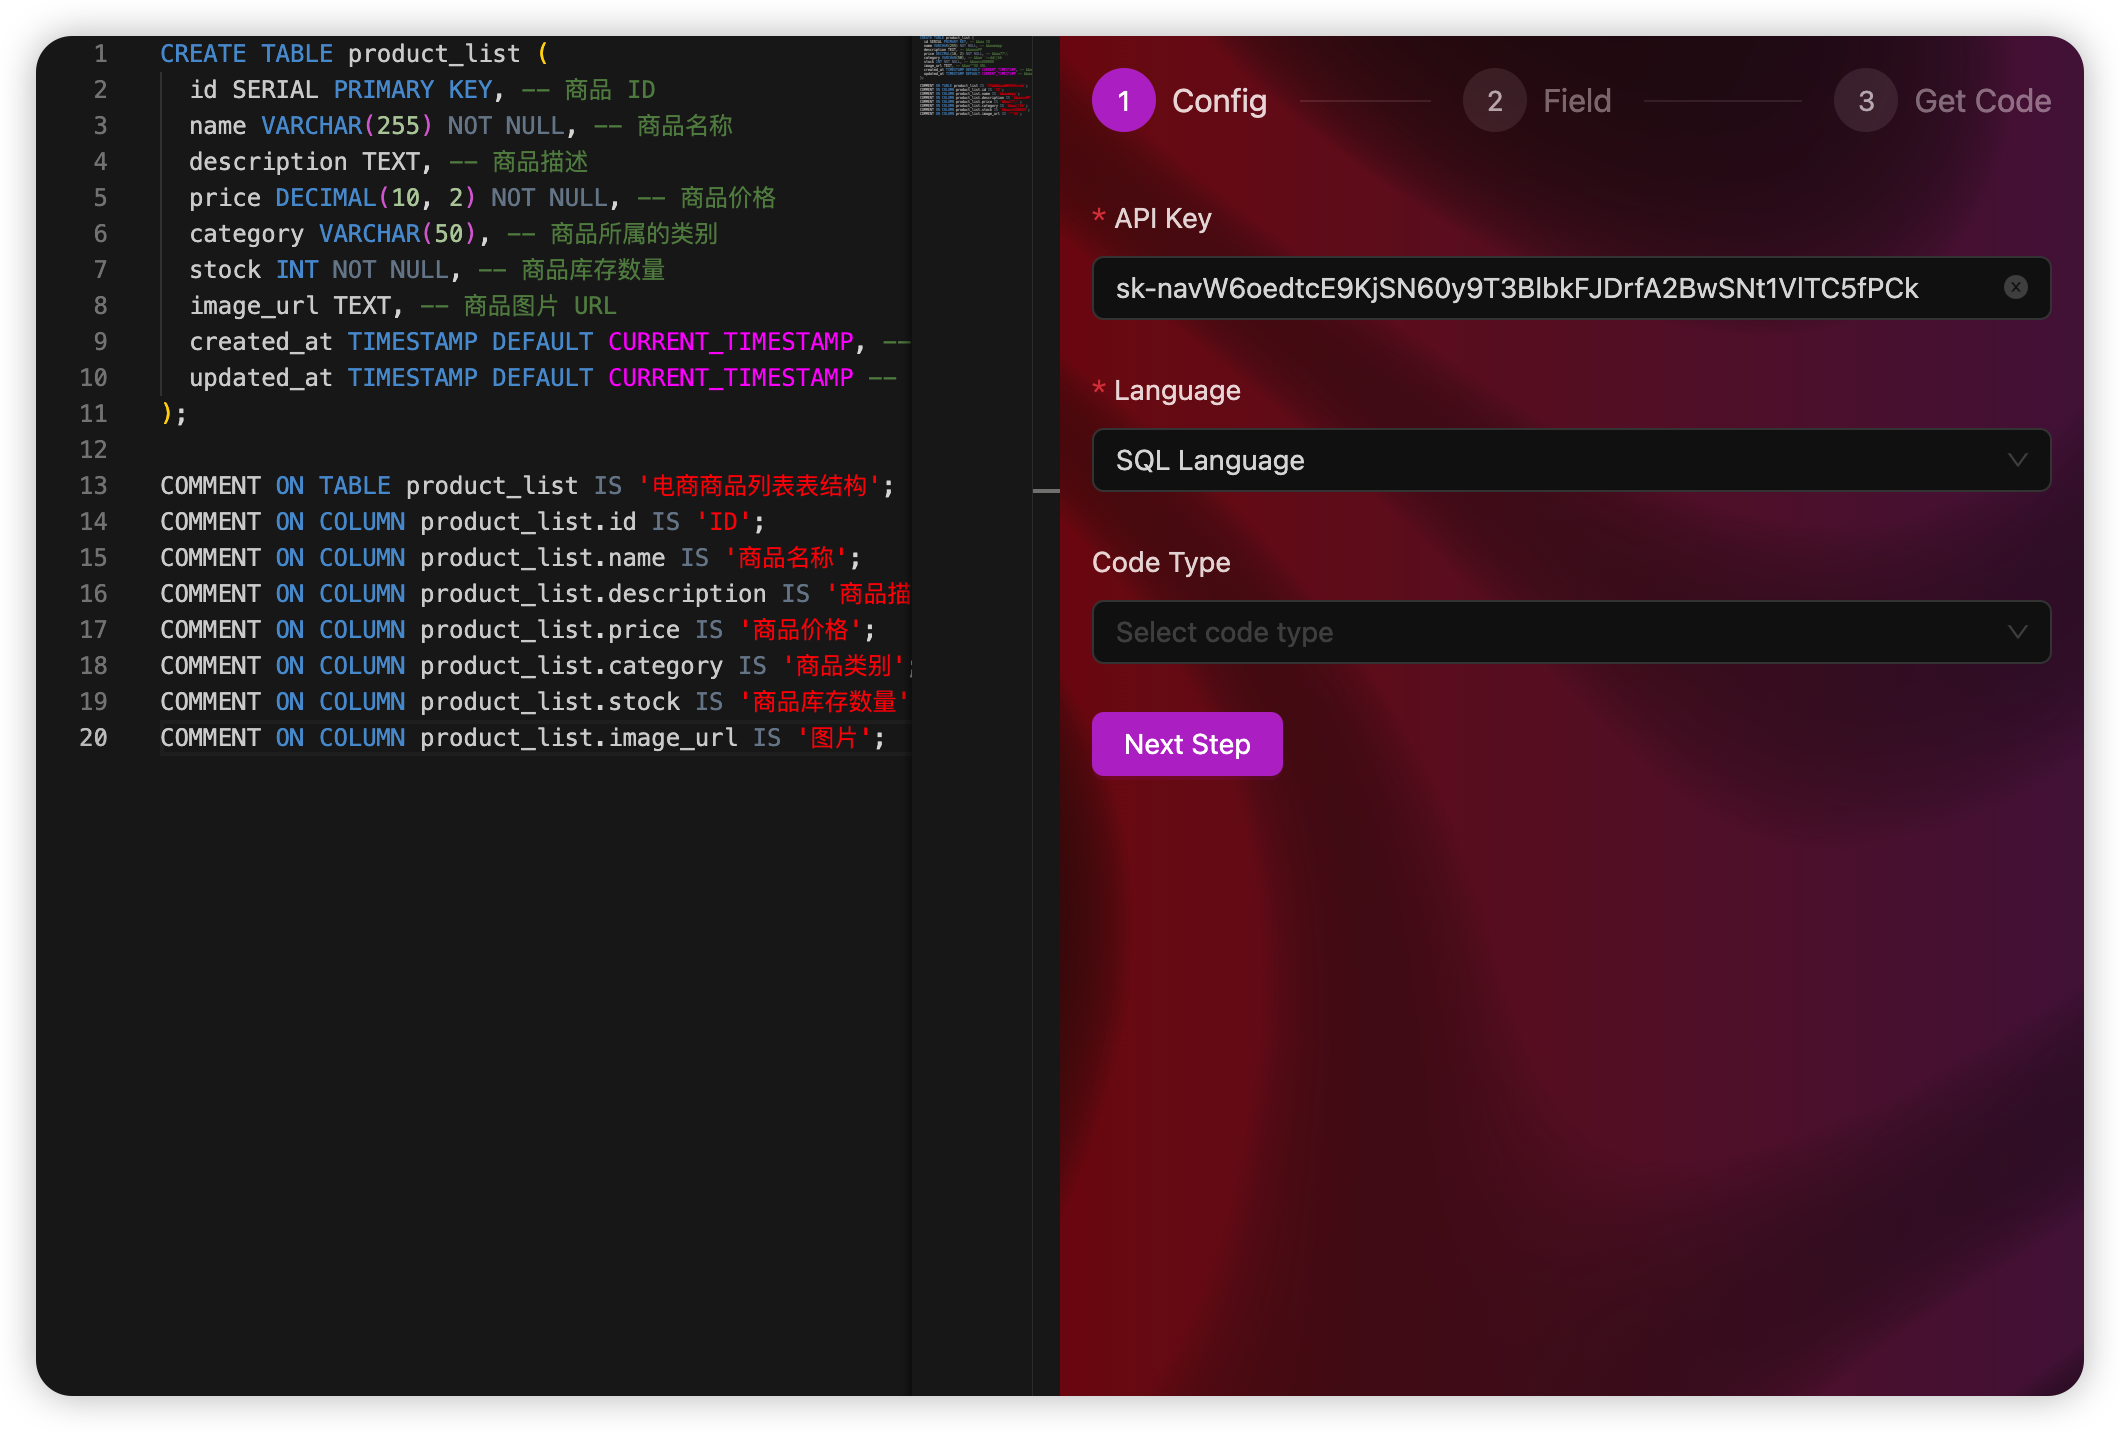 1 CREATE TABLE product_list (
2 id SERIAL PRIMARY KEY, -- 商品 ID
3 name VARCHAR(255) NOT NULL, -- 商品名称
4 description TEXT, -- 商品描述
5 price DECIMAL(10, 2) NOT NULL, -- 商品价格
6 category VARCHAR(50), -- 商品所属的类别
7 stock INT NOT NULL, -- 商品库存数量
8 image_url TEXT, -- 商品图片 URL
9 created_at TIMESTAMP DEFAULT CURRENT_TIMESTAMP, --
10 updated_at TIMESTAMP DEFAULT CURRENT_TIMESTAMP --
11 );
12
13 COMMENT ON TABLE product_list IS '电商商品列表表结构';
14 COMMENT ON COLUMN product_list.id IS 'ID';
15 COMMENT ON COLUMN product_list.name IS '商品名称';
16 COMMENT ON COLUMN product_list.description IS '商品描
17 COMMENT ON COLUMN product_list.price IS '商品价格';
18 COMMENT ON COLUMN product_list.category IS '商品类别';
19 COMMENT ON COLUMN product_list.stock IS '商品库存数量'
20 COMMENT ON COLUMN product_list.image_url IS '图片';
1 Config 2 Field 3 Get Code
* API Key
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
* Language
SQL Language
Code Type
Select code type
Next Step